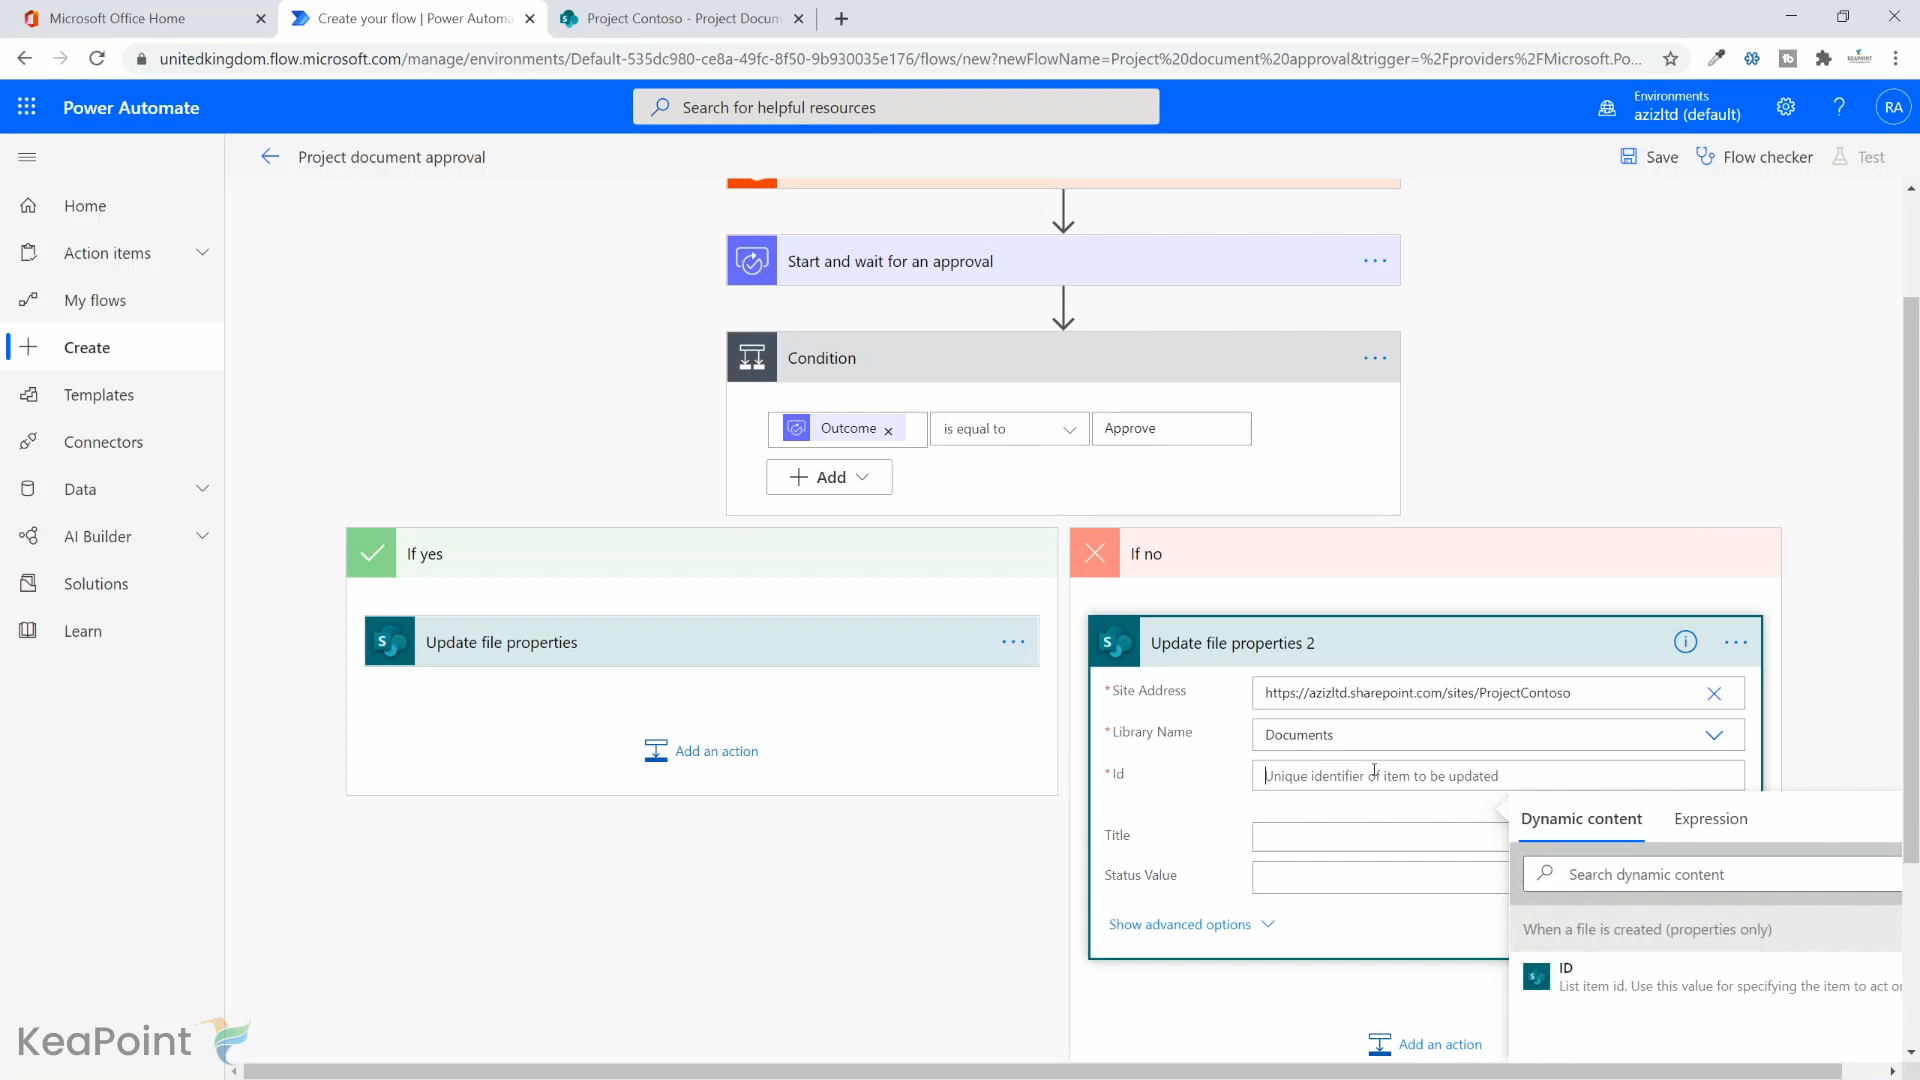 Microsoft Office Home
Create your flow | Power Automa
Project Contoso - Project Docum
unitedkingdom.flow.microsoft.com/manage/environments/Default-535dc980-ce8a-49fc-8f50-9b930035e176/flows/new?newFlowName=Project%20document%20approval&trigger=%2Fproviders%2FMicrosoft.Po...
Power Automate
Search for helpful resources
Environments
azizltd (default)
RA
Project document approval
Save
Flow checker
Test
Home
Action items
My flows
Create
Templates
Connectors
Data
AI Builder
Solutions
Learn
Start and wait for an approval
Condition
Outcome
is equal to
Approve
Add
If yes
Update file properties
Add an action
If no
Update file properties 2
* Site Address
https://azizltd.sharepoint.com/sites/ProjectContoso
* Library Name
Documents
* Id
Unique identifier of item to be updated
Title
Status Value
Show advanced options
Dynamic content
Expression
Search dynamic content
When a file is created (properties only)
ID
List item id. Use this value for specifying the item to act or
Add an action
KeaPoint